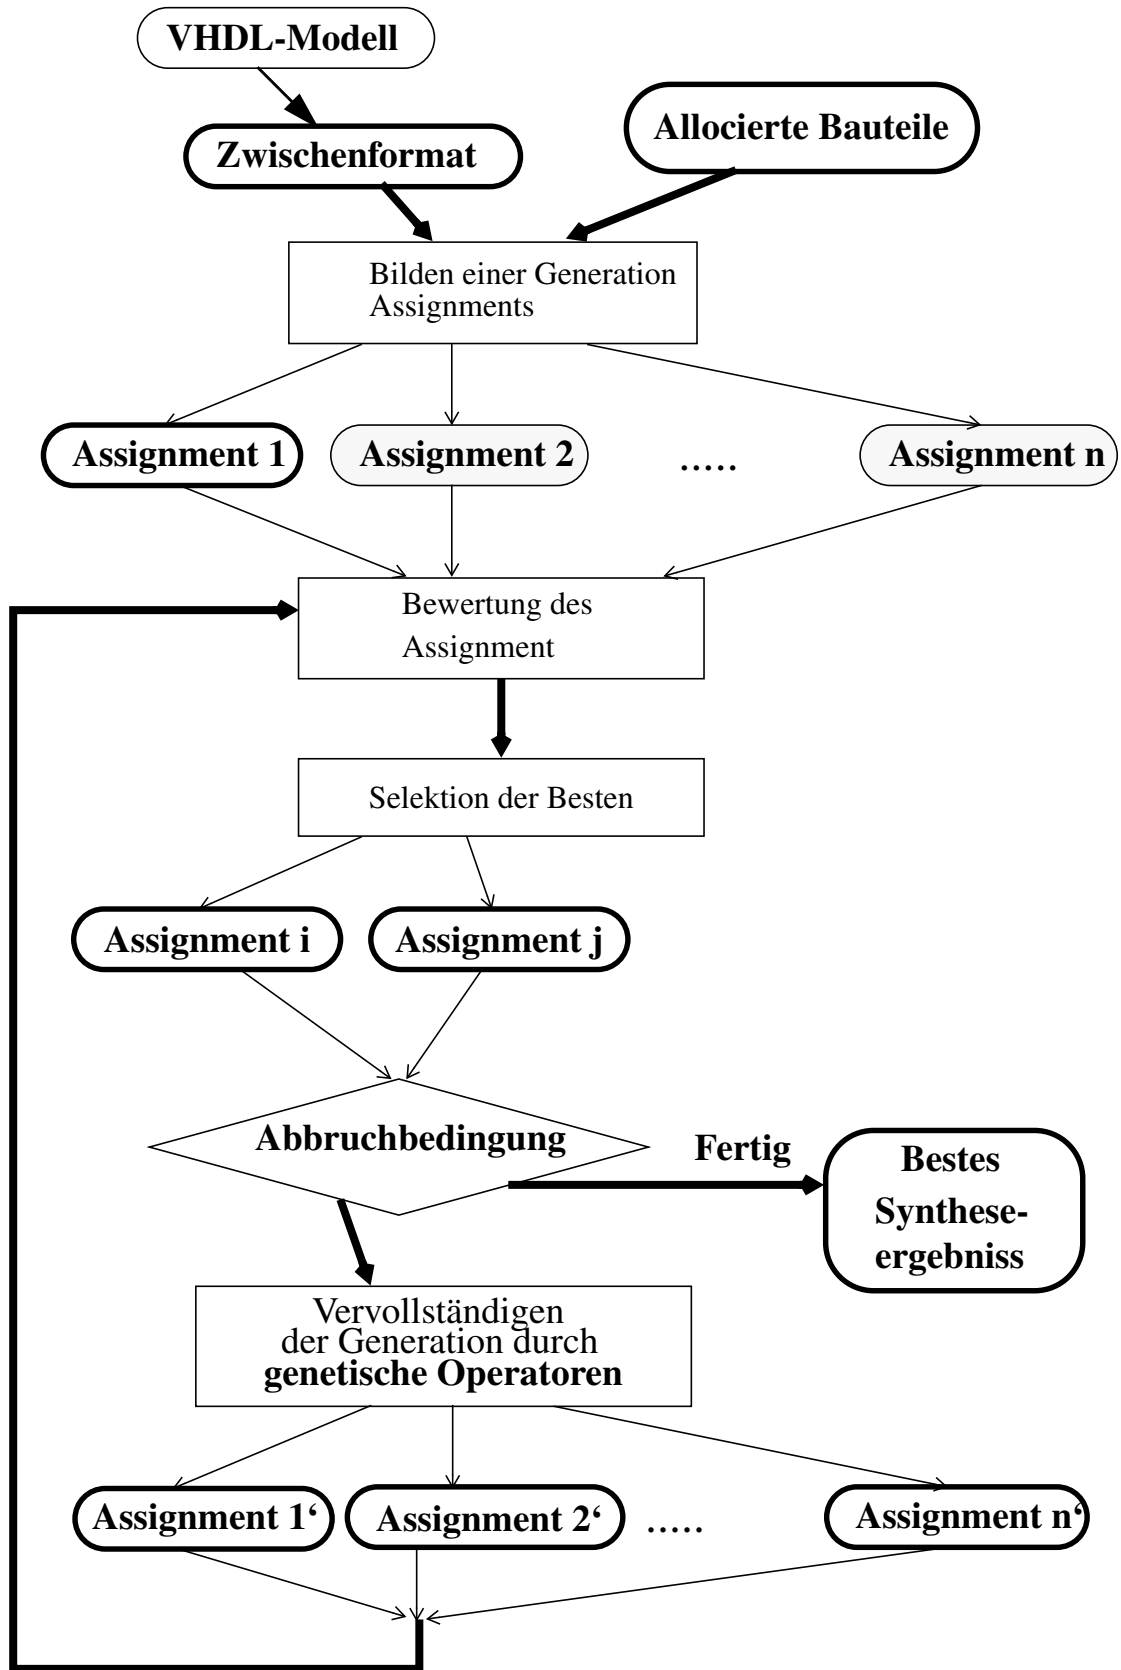 VHDL-Modell
Allocierte Bauteile
Zwischenformat
Bilden einer Generation
Assignments
Assignment 1
Assignment 2
.....
Assignment n
Bewertung des
Assignment
Selektion der Besten
Assignment i
Assignment j
Abbruchbedingung
Fertig
Bestes
Synthese-
ergebniss
Vervollständigen
der Generation durch
genetische Operatoren
Assignment 1‘
Assignment 2‘
.....
Assignment n‘